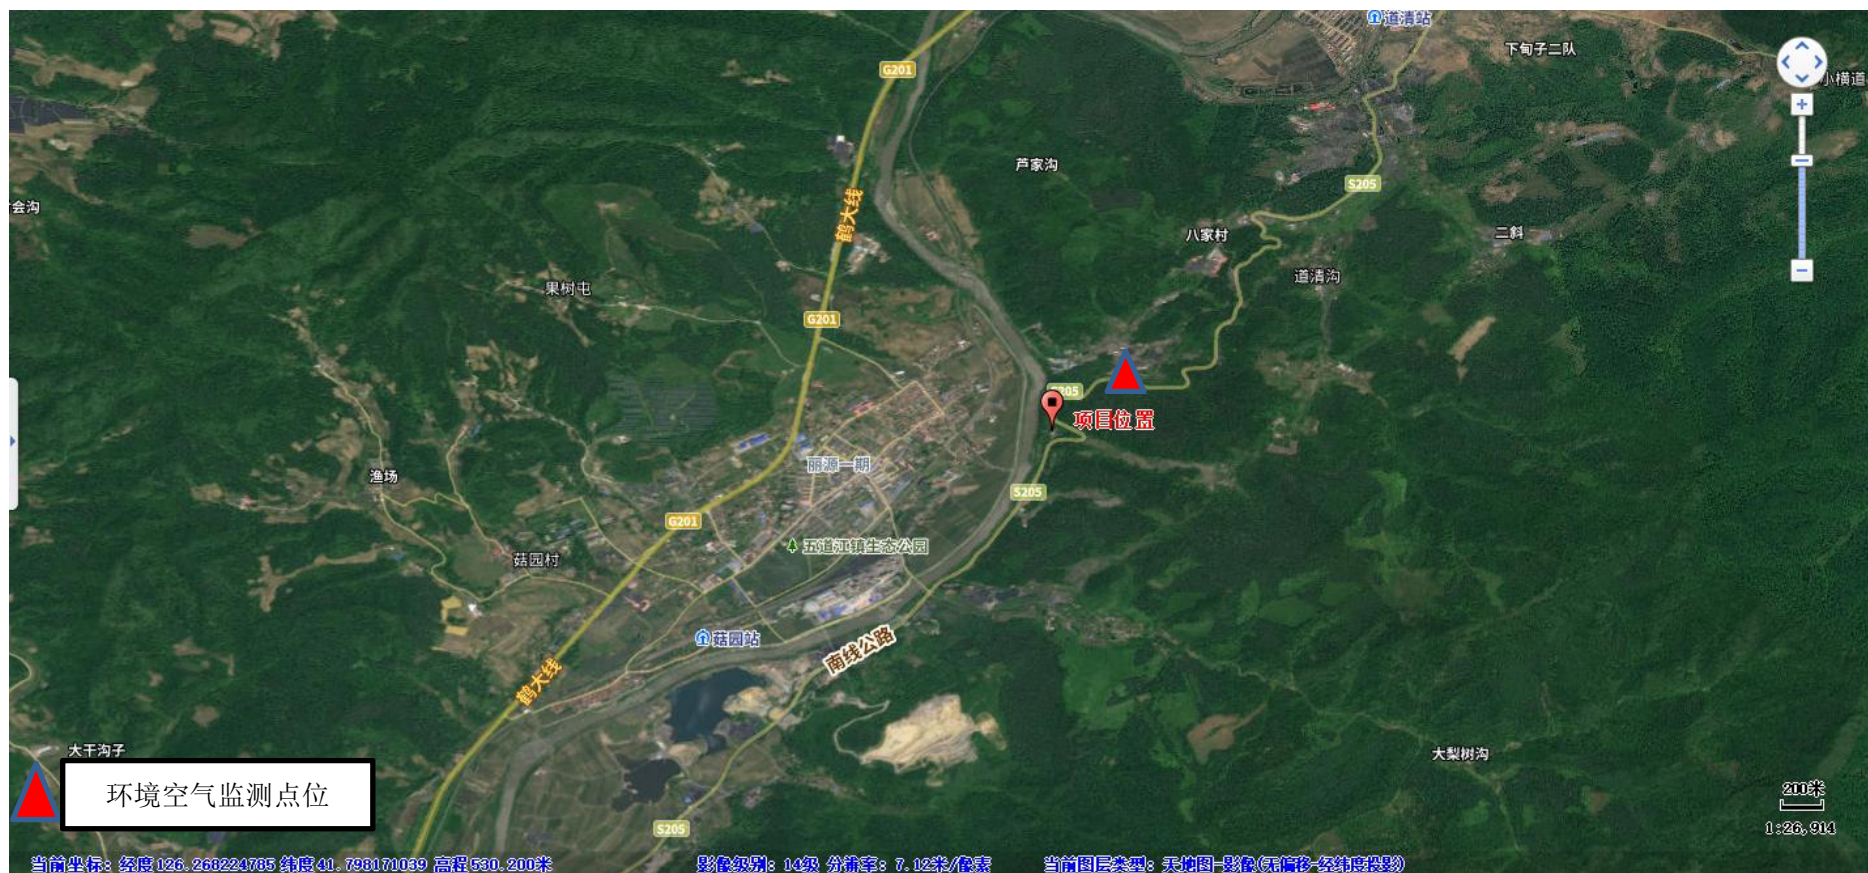 道清站
下甸子二队
G201
小横道
芦家沟
S205
会沟
鹤大线
八家村
二斜
道清沟
果树屯
G201
S205
项目位置
丽源一期
渔场
S205
G201
五道江镇生态公园
菇园村
菇园站
南线公路
鹤大线
大干沟子
大梨树沟
环境空气监测点位
200米
S205
1:26,914
当前坐标：经度126.268224785 纬度41.798171039 高程530.200米
影像级别：14级 分辨率：7.12米/像素
当前图层类型：天地图-影像(无偏移-经纬度投影)